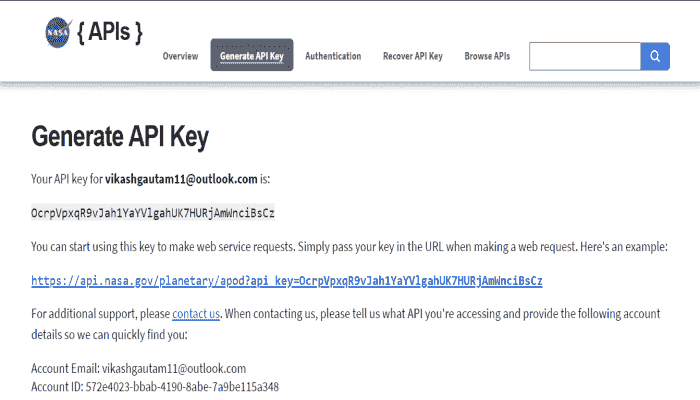 NASA { APIs }
Overview Generate API Key Authentication Recover API Key Browse APIs
Generate API Key
Your API key for vikashgautam11@outlook.com is:
OcrpVpxqR9vJah1YaYVlgahUK7HURjAmWnciBsCz
You can start using this key to make web service requests. Simply pass your key in the URL when making a web request. Here's an example:
https://api.nasa.gov/planetary/apod?api_key=OcrpVpxqR9vJah1YaYVlgahUK7HURjAmWnciBsCz
For additional support, please contact us. When contacting us, please tell us what API you're accessing and provide the following account
details so we can quickly find you:
Account Email: vikashgautam11@outlook.com
Account ID: 572e4023-bbab-4190-8abe-7a9be115a348